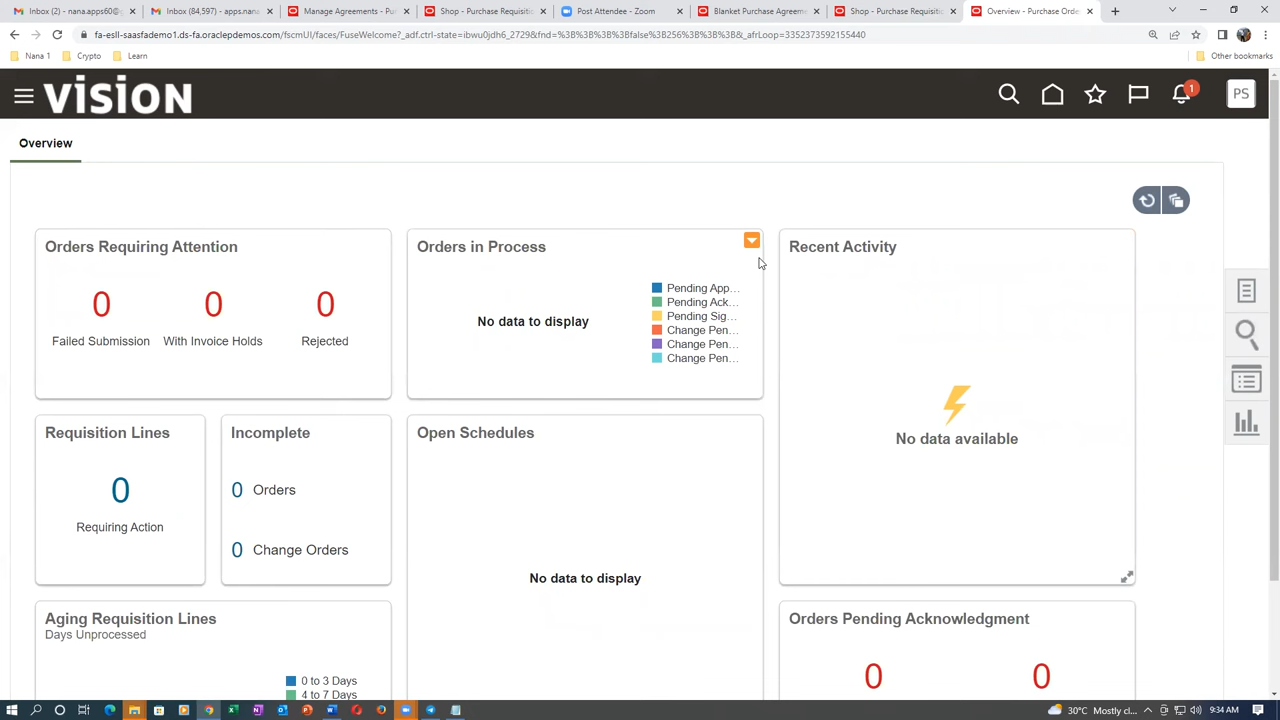 Inbox (2) - nana.apps60@g
Inbox (84,597) - apps.nana
Manage Agreements - Pu
Shop - Purchase Requisiti
Post Attendee - Zoom
Blanket Purchase Agreeme
Shop - Purchase Requisiti
Overview - Purchase Orde
fa-esll-saasfademo1.ds-fa.oraclepdemos.com/fscmUI/faces/FuseWelcome?_adf.ctrl-state=ibwu0jdh6_2729&fnd=%3B%3B%3B%3Bfalse%3B256%3B%3B%3B&_afrLoop=33523735592155440
Nana 1
Crypto
Learn
Other bookmarks
VISION
1
PS
Overview
Orders Requiring Attention
0 0 0
Failed Submission With Invoice Holds Rejected
Orders in Process
No data to display
Pending App...
Pending Ack...
Pending Sig...
Change Pen...
Change Pen...
Change Pen...
Recent Activity
No data available
Requisition Lines
0
Requiring Action
Incomplete
0 Orders
0 Change Orders
Open Schedules
No data to display
Aging Requisition Lines
Days Unprocessed
0 to 3 Days
4 to 7 Days
Orders Pending Acknowledgment
0 0
30°C Mostly cl...
9:34 AM